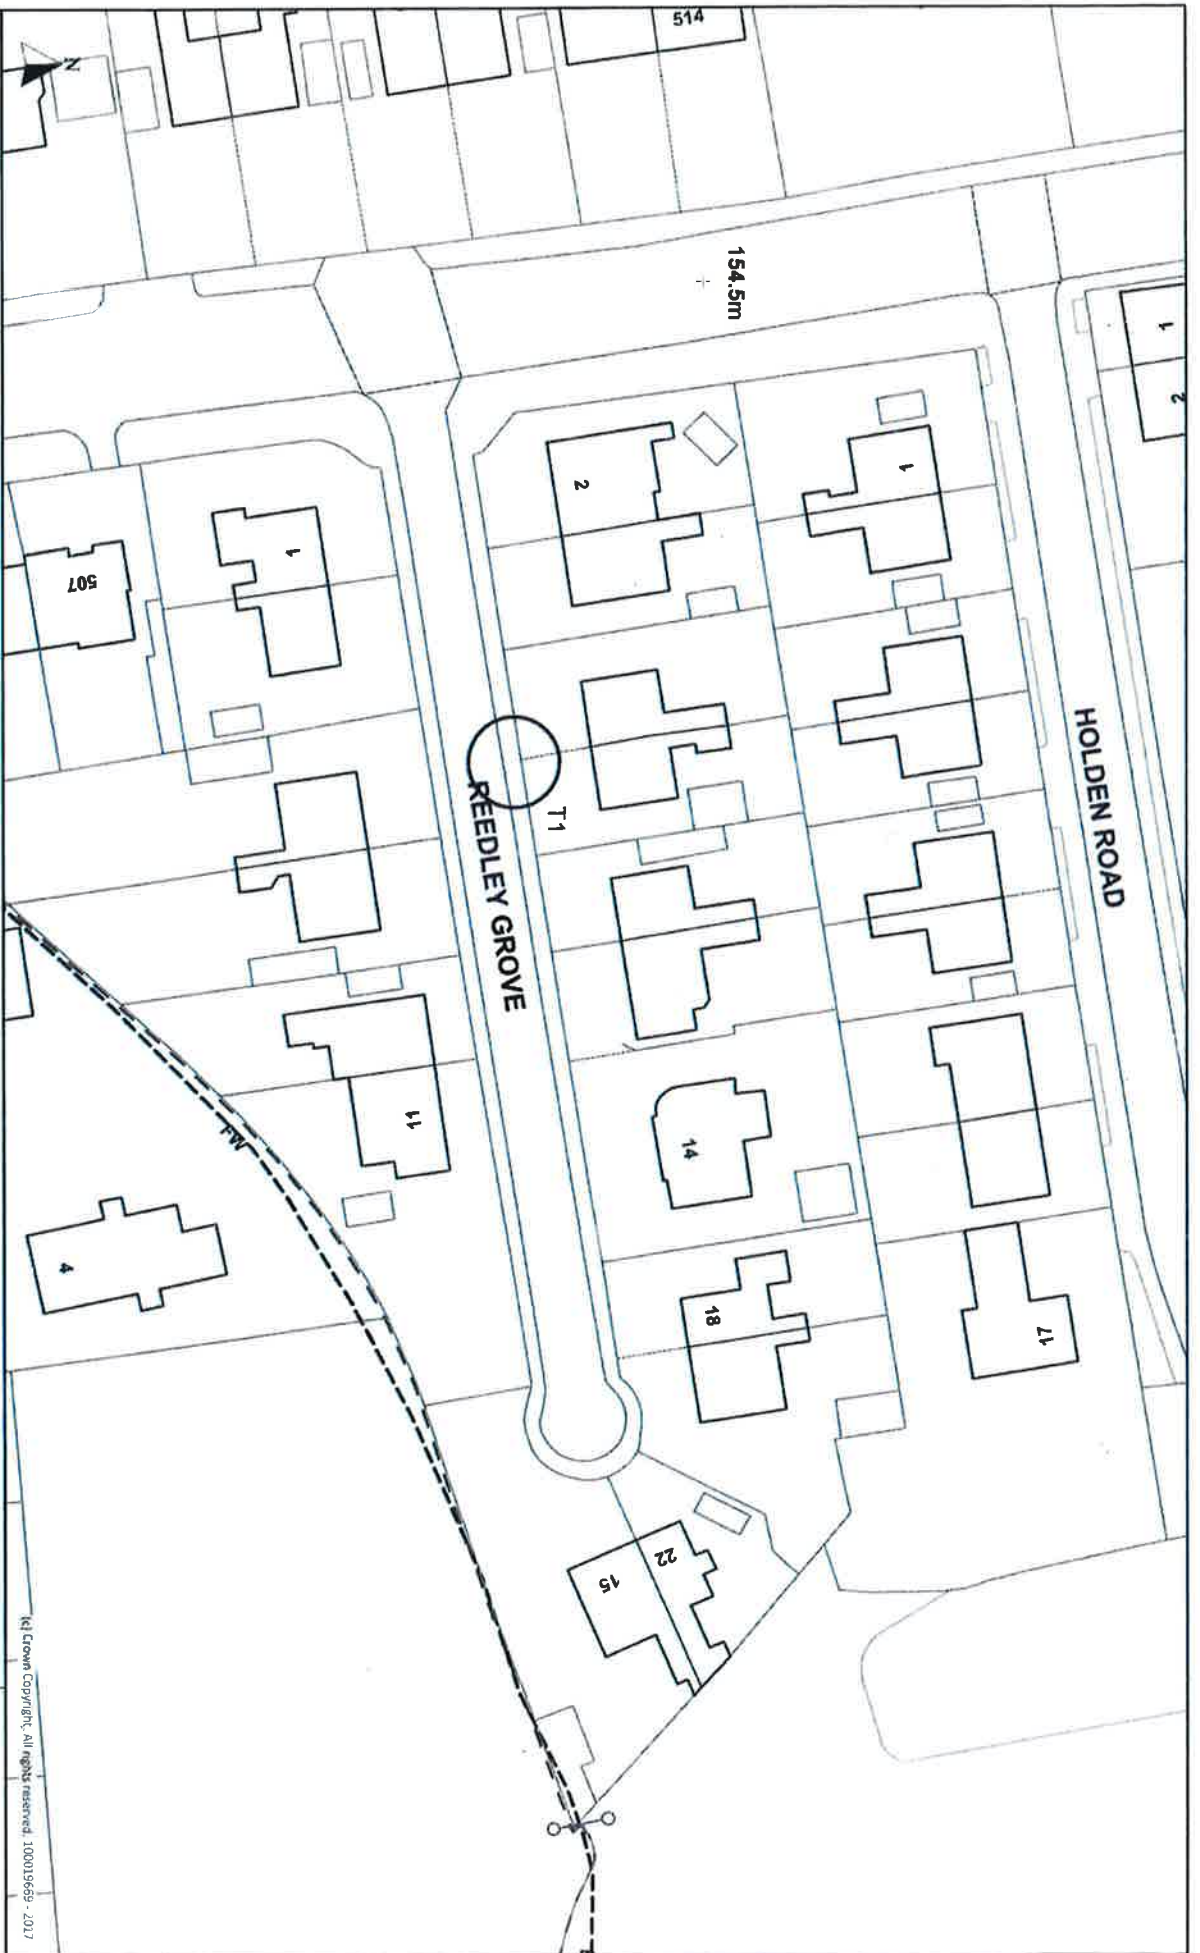 514
N
154.5m
1
2
2
1
1
507
HOLDEN ROAD
T1
REEDLEY GROVE
11
FW
14
4
18
17
22
15
(c) Crown Copyright. All rights reserved. 100019669 - 2017